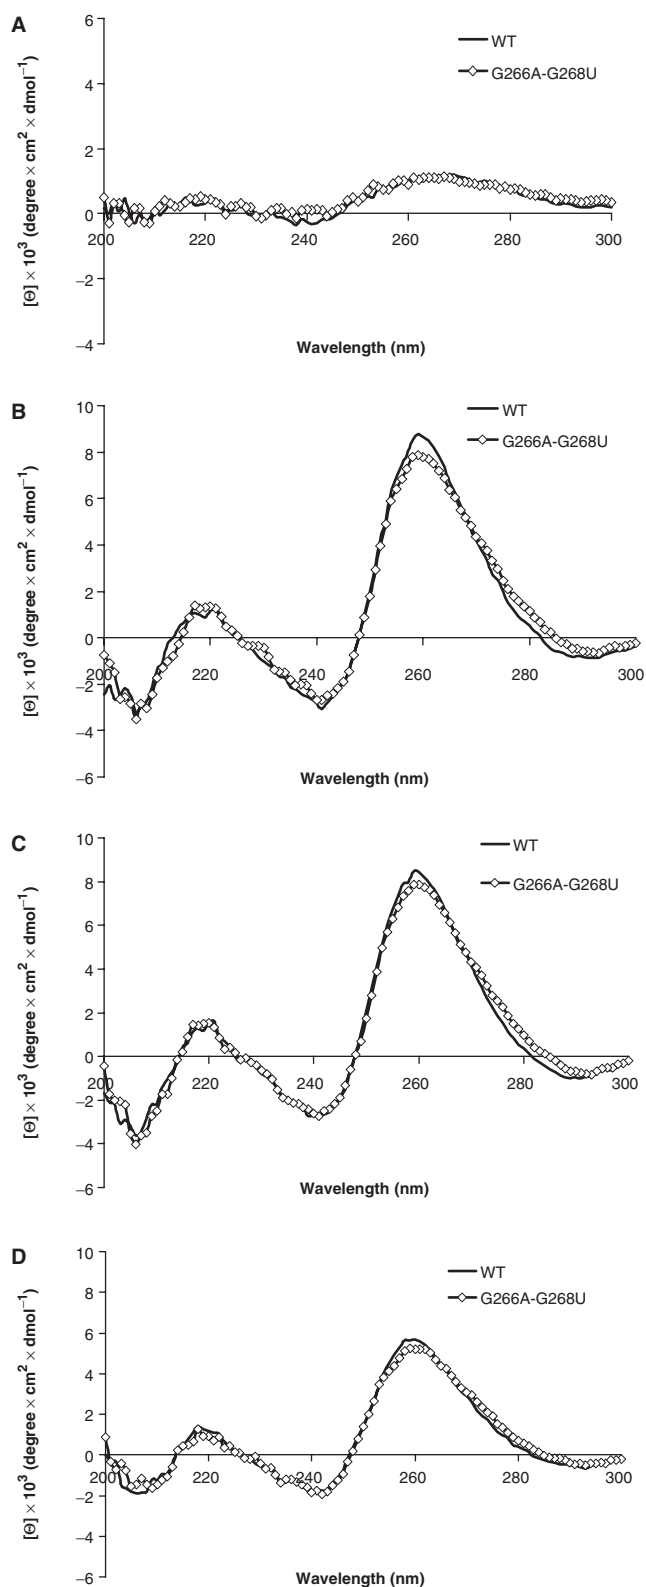 A
6
4
2
0
−2
−4
200
220
240
260
280
300
[Θ] × 10³ (degree × cm² × dmol⁻¹)
Wavelength (nm)
WT
G266A-G268U
B
10
8
6
4
2
0
−2
−4
−6
200
220
240
260
280
300
[Θ] × 10³ (degree × cm² × dmol⁻¹)
Wavelength (nm)
WT
G266A-G268U
C
10
8
6
4
2
0
−2
−4
−6
200
220
240
260
280
300
[Θ] × 10³ (degree × cm² × dmol⁻¹)
Wavelength (nm)
WT
G266A-G268U
D
10
8
6
4
2
0
−2
−4
−6
200
220
240
260
280
300
[Θ] × 10³ (degree × cm² × dmol⁻¹)
Wavelength (nm)
WT
G266A-G268U